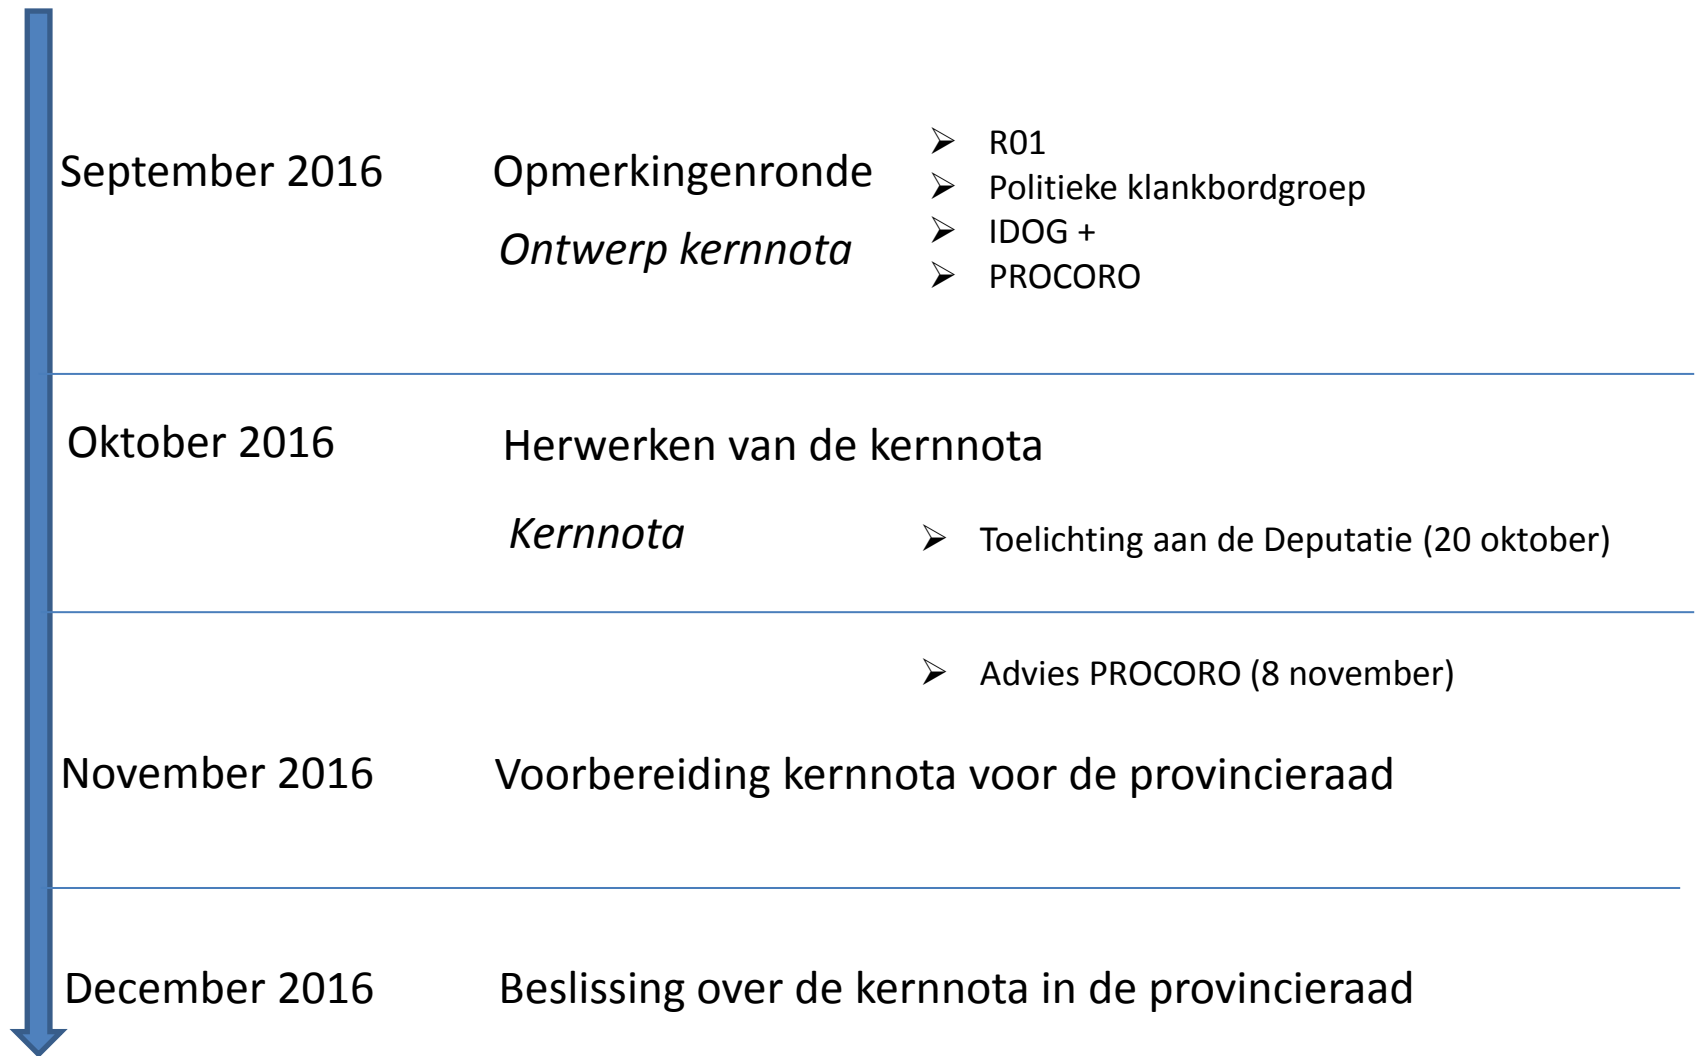 September 2016
Opmerkingenronde
Ontwerp kernnota
➢ R01
➢ Politieke klankbordgroep
➢ IDOG +
➢ PROCORO
Oktober 2016
Herwerken van de kernnota
Kernnota
➢ Toelichting aan de Deputatie (20 oktober)
➢ Advies PROCORO (8 november)
November 2016
Voorbereiding kernnota voor de provincieraad
December 2016
Beslissing over de kernnota in de provincieraad